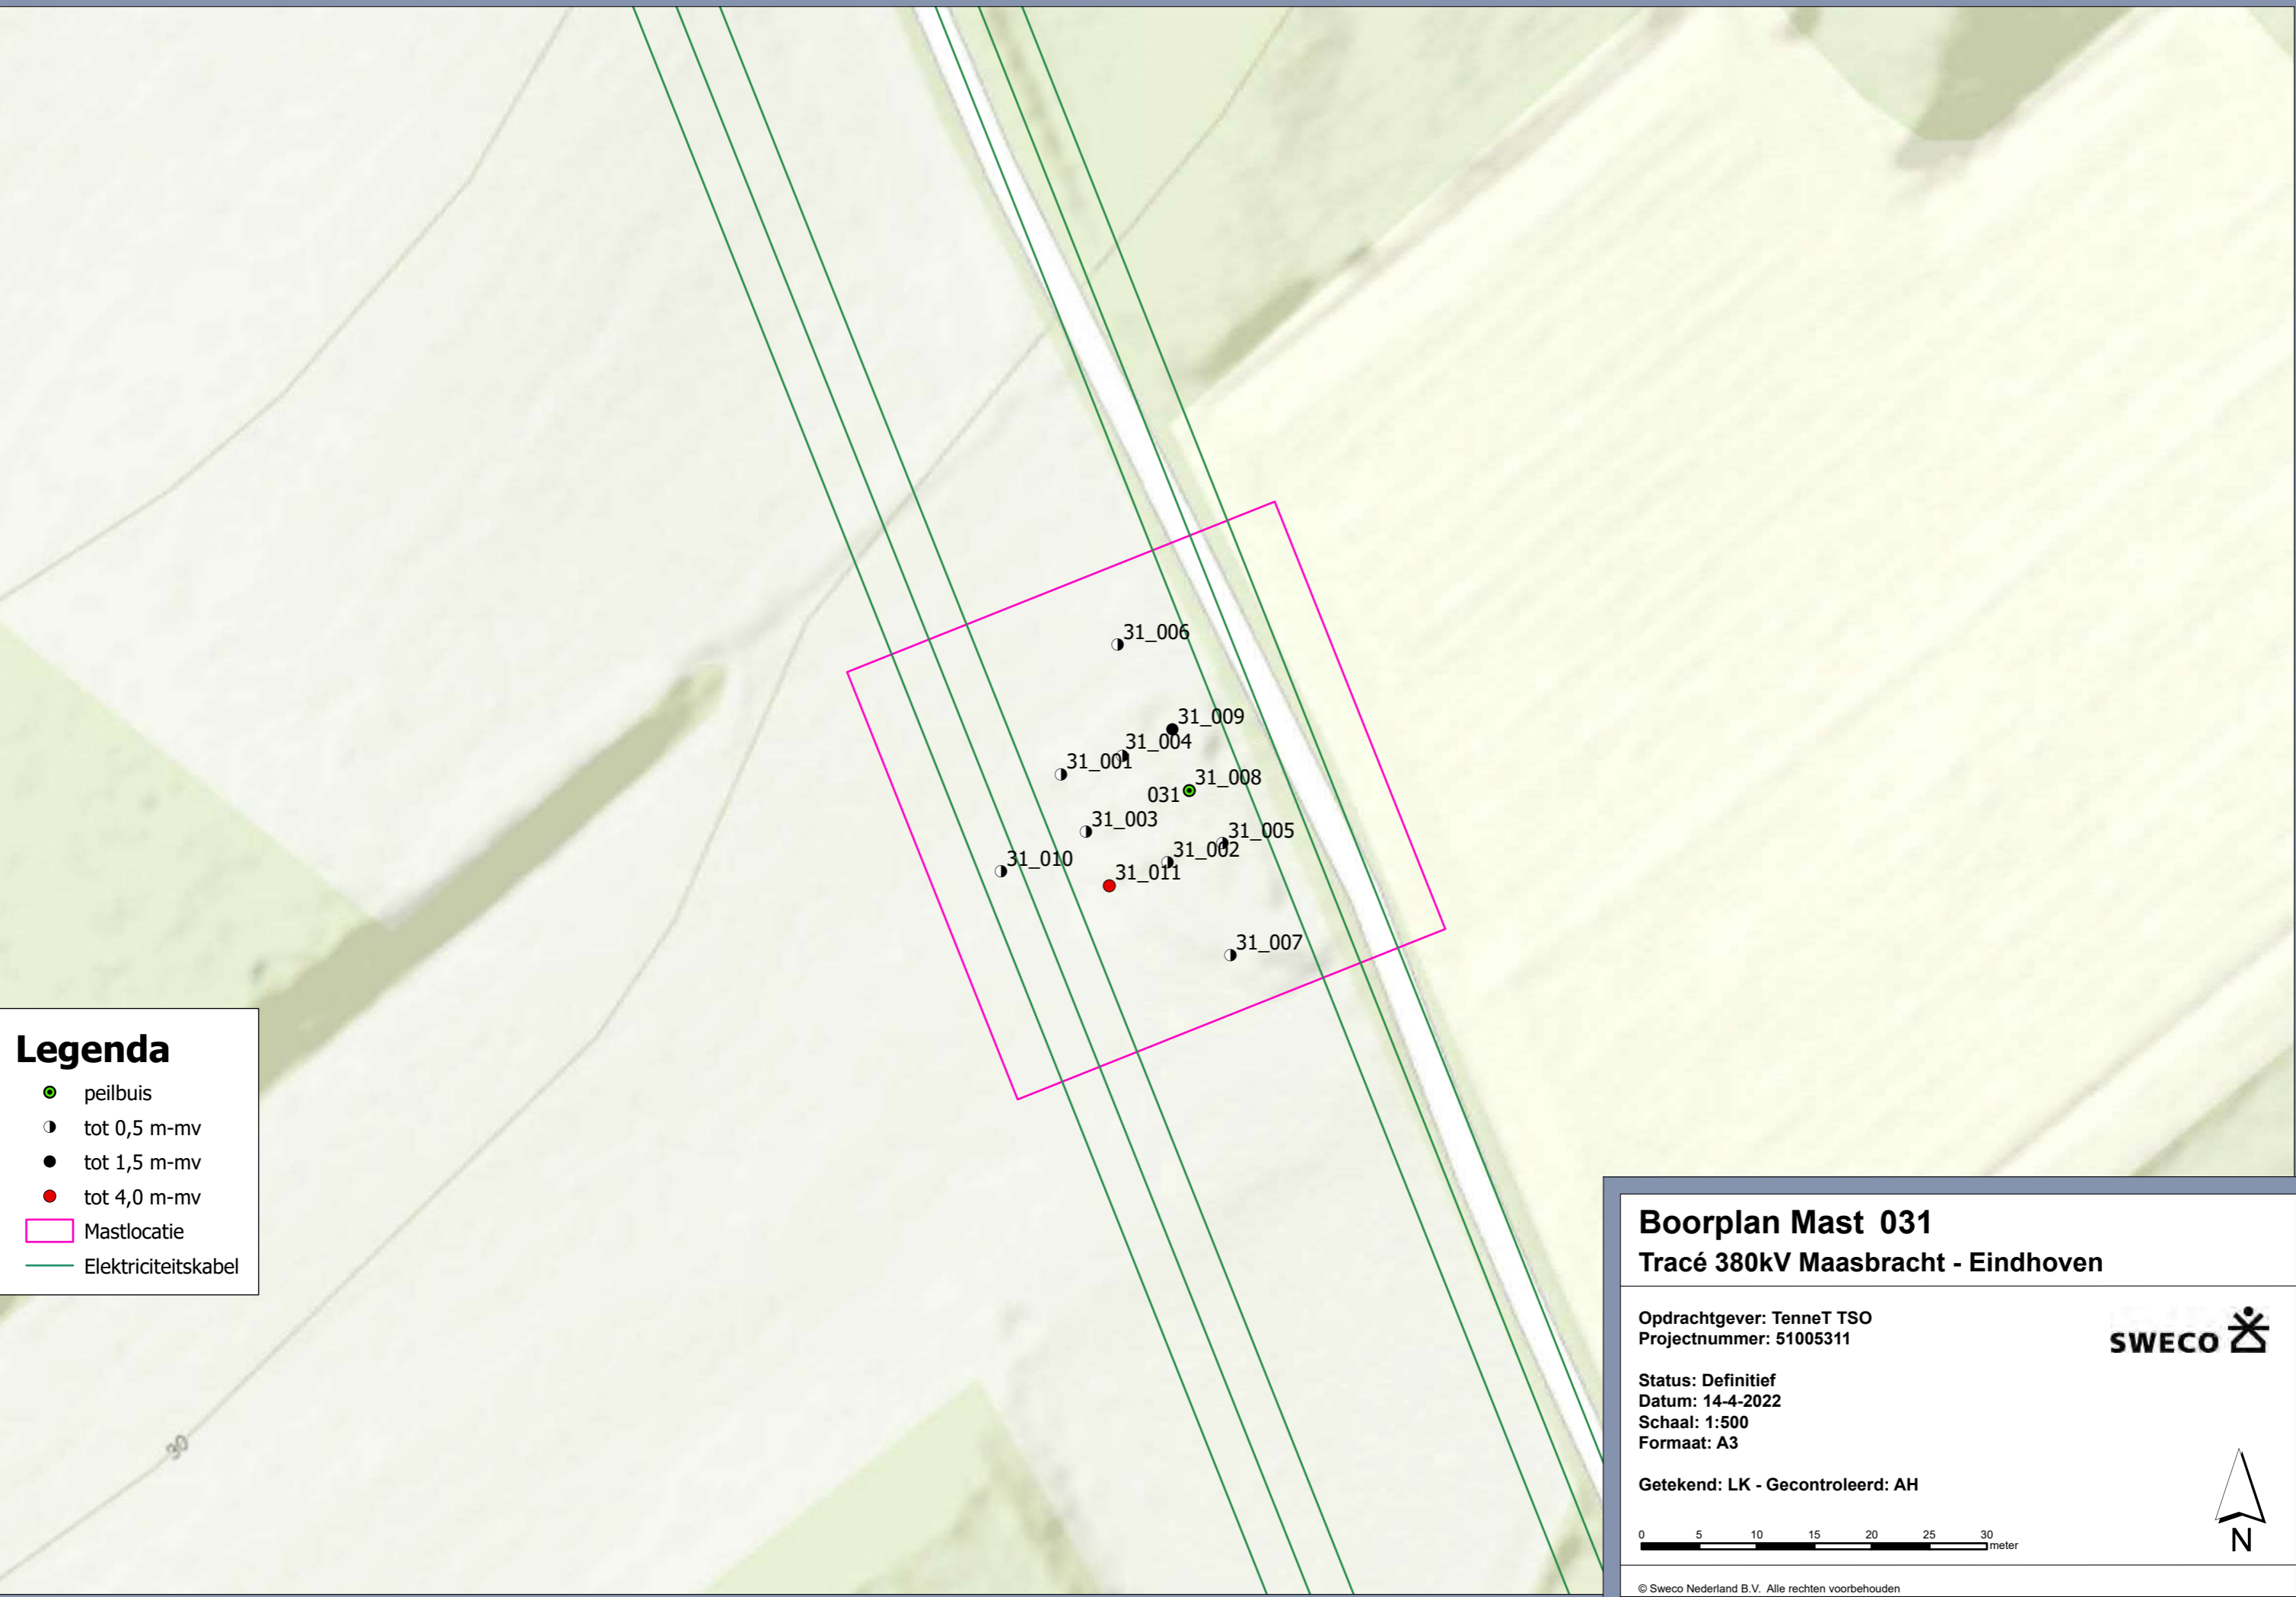 31_006
31_009
31_004
31_001
31_008
031
31_003
31_005
31_002
31_010
31_011
31_007
30
Legenda
peilbuis
tot 0,5 m-mv
tot 1,5 m-mv
tot 4,0 m-mv
Mastlocatie
Elektriciteitskabel
Boorplan Mast 031
Tracé 380kV Maasbracht - Eindhoven
Opdrachtgever: TenneT TSO
Projectnummer: 51005311
SWECO
Status: Definitief
Datum: 14-4-2022
Schaal: 1:500
Formaat: A3
Getekend: LK - Gecontroleerd: AH
0 5 10 15 20 25 30
meter
N
© Sweco Nederland B.V. Alle rechten voorbehouden